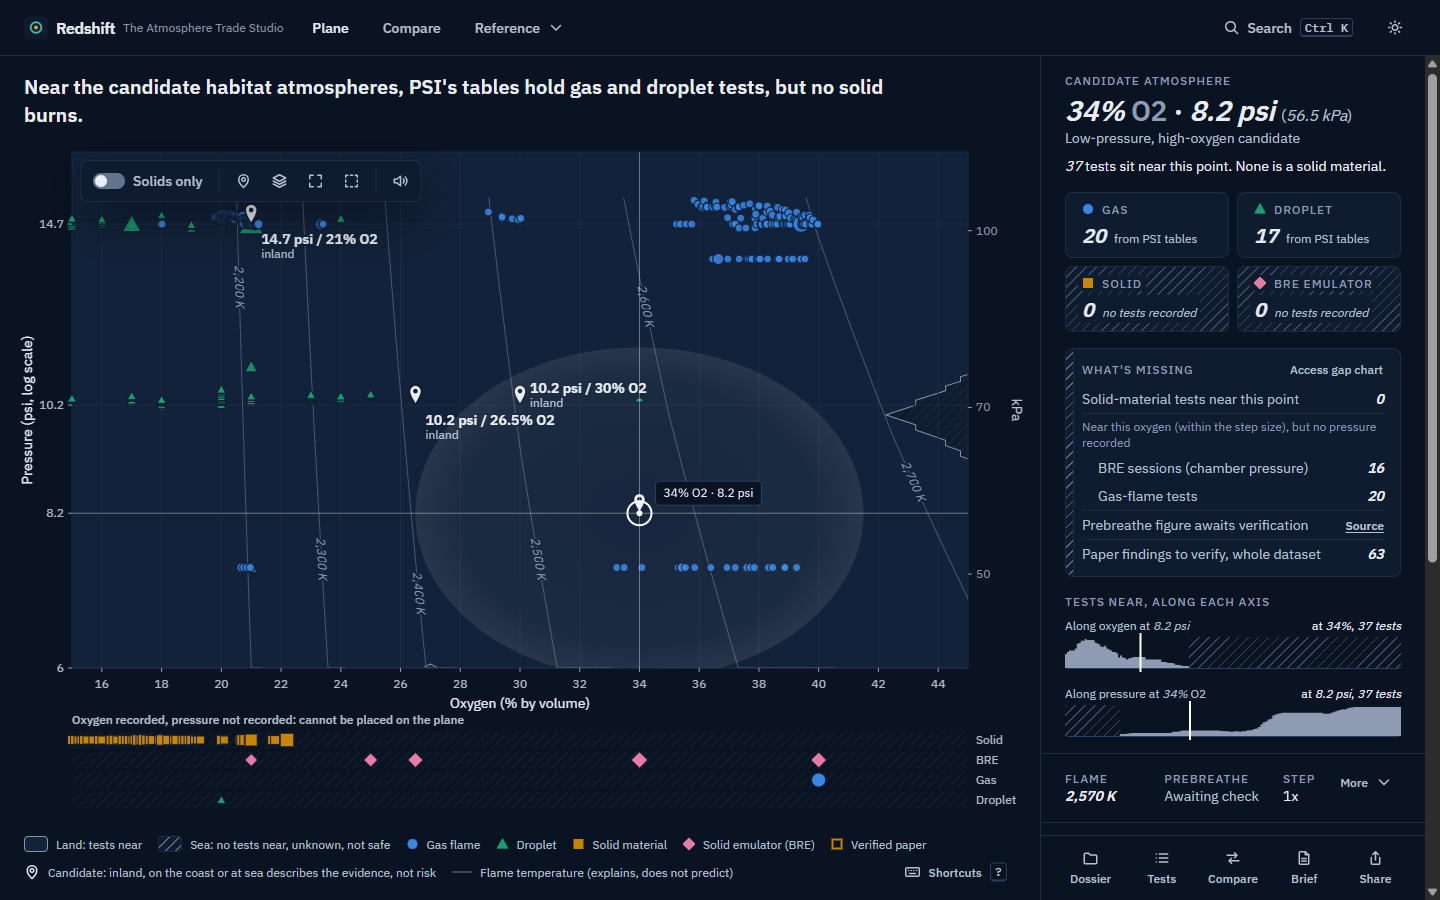 Redshift The Atmosphere Trade Studio Plane Compare Reference Search Ctrl K
Near the candidate habitat atmospheres, PSI's tables hold gas and droplet tests, but no solid
burns.
Solids only
14.7
10.2
8.2
6
Pressure (psi, log scale)
14.7 psi / 21% O2
inland
10.2 psi / 30% O2
inland
10.2 psi / 26.5% O2
inland
34% O2 · 8.2 psi
2,200 K
2,300 K
2,400 K
2,500 K
2,600 K
2,700 K
100
70
50
kPa
16 18 20 22 24 26 28 30 32 34 36 38 40 42 44
Oxygen (% by volume)
Oxygen recorded, pressure not recorded: cannot be placed on the plane
Solid
BRE
Gas
Droplet
Land: tests near Sea: no tests near, unknown, not safe Gas flame Droplet Solid material Solid emulator (BRE) Verified paper
Candidate: inland, on the coast or at sea describes the evidence, not risk Flame temperature (explains, does not predict) Shortcuts ?
CANDIDATE ATMOSPHERE
34% O2 · 8.2 psi (56.5 kPa)
Low-pressure, high-oxygen candidate
37 tests sit near this point. None is a solid material.
GAS
20 from PSI tables
DROPLET
17 from PSI tables
SOLID
0 no tests recorded
BRE EMULATOR
0 no tests recorded
WHAT'S MISSING Access gap chart
Solid-material tests near this point 0
Near this oxygen (within the step size), but no pressure
recorded
BRE sessions (chamber pressure) 16
Gas-flame tests 20
Prebreathe figure awaits verification Source
Paper findings to verify, whole dataset 63
TESTS NEAR, ALONG EACH AXIS
Along oxygen at 8.2 psi at 34%, 37 tests
Along pressure at 34% O2 at 8.2 psi, 37 tests
FLAME
2,570 K
PREBREATHE
Awaiting check
STEP
1x
More
Dossier Tests Compare Brief Share